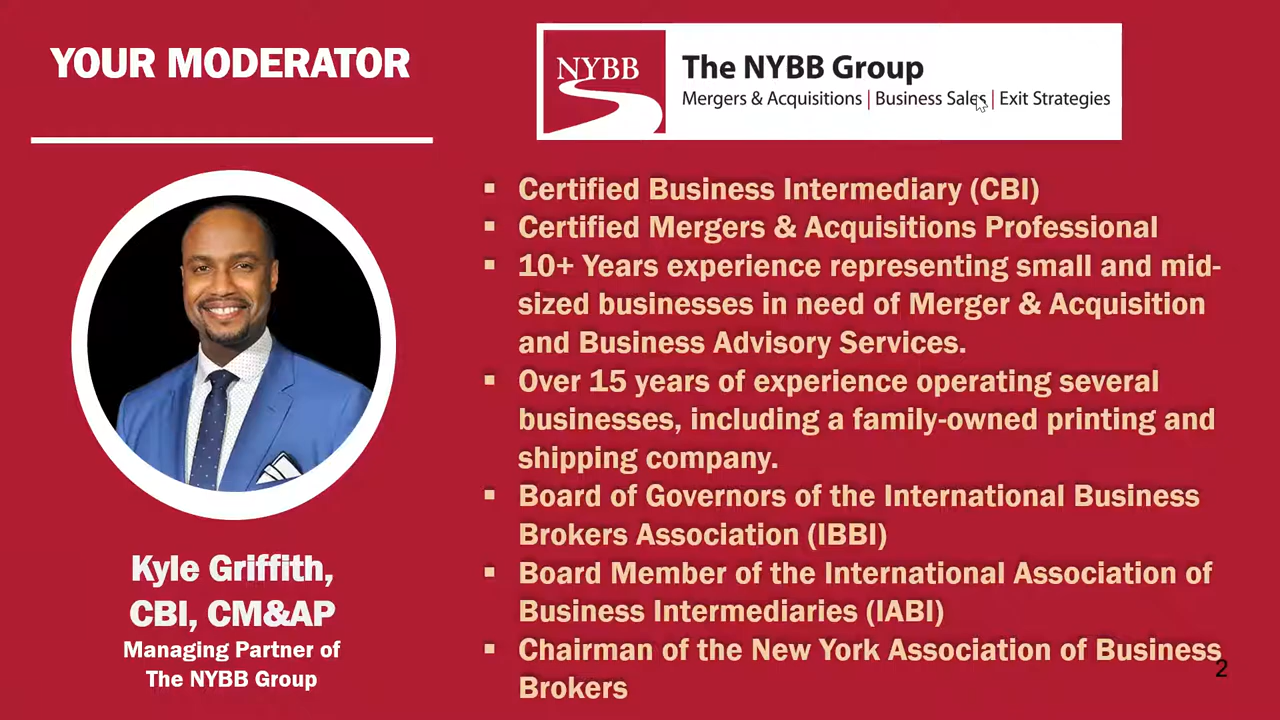 YOUR MODERATOR
NYBB
The NYBB Group
Mergers & Acquisitions | Business Sales | Exit Strategies
▪ Certified Business Intermediary (CBI)
▪ Certified Mergers & Acquisitions Professional
▪ 10+ Years experience representing small and mid-
sized businesses in need of Merger & Acquisition
and Business Advisory Services.
▪ Over 15 years of experience operating several
businesses, including a family-owned printing and
shipping company.
▪ Board of Governors of the International Business
Brokers Association (IBBI)
▪ Board Member of the International Association of
Business Intermediaries (IABI)
▪ Chairman of the New York Association of Business
Brokers
Kyle Griffith,
CBI, CM&AP
Managing Partner of
The NYBB Group
2